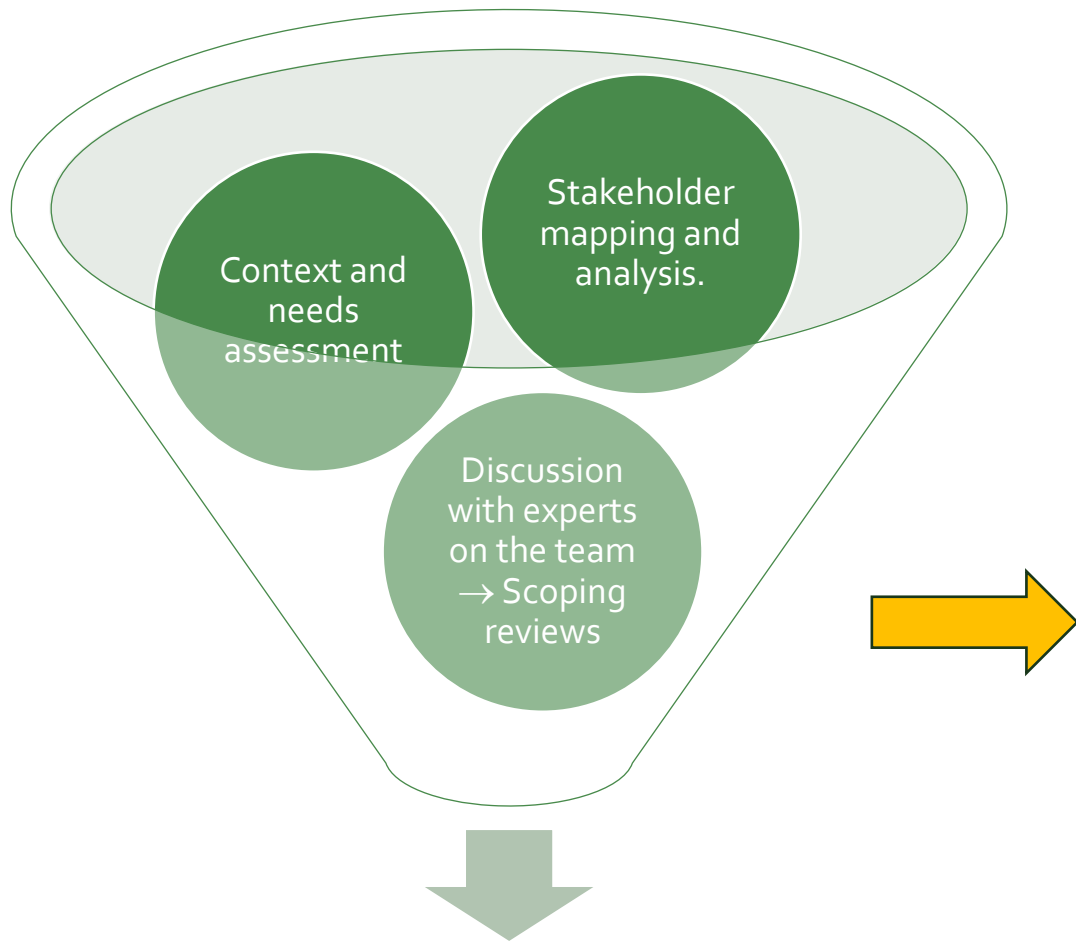 Stakeholder
mapping and
analysis.
Context and
needs
assessment
Discussion
with experts
on the team
→ Scoping
reviews